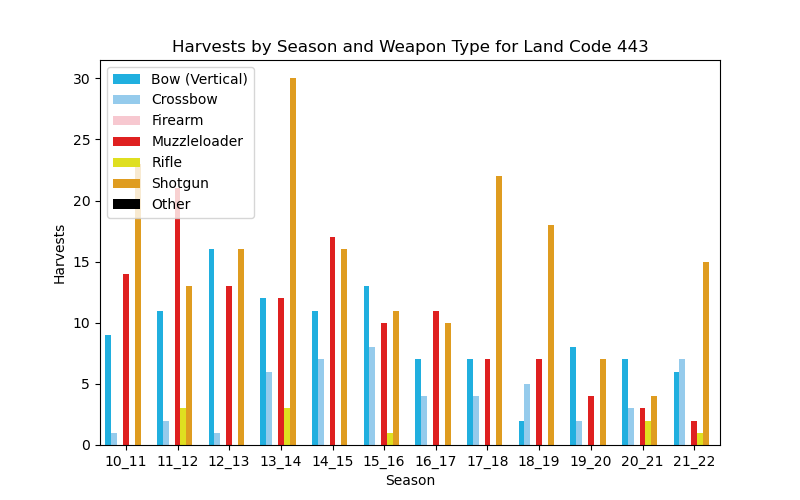 Harvests by Season and Weapon Type for Land Code 443
30
25
20
15
10
5
0
Harvests
Bow (Vertical)
Crossbow
Firearm
Muzzleloader
Rifle
Shotgun
Other
10_11 11_12 12_13 13_14 14_15 15_16 16_17 17_18 18_19 19_20 20_21 21_22
Season